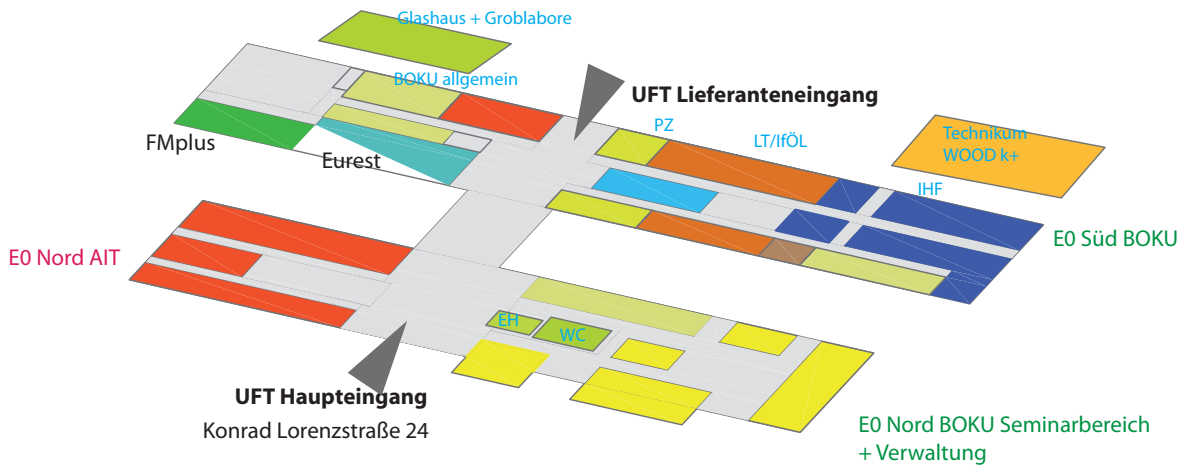 Glashaus + Groblabore
BOKU allgemein
UFT Lieferanteneingang
PZ
LT/IfÖL
Technikum
WOOD k+
FMplus
Eurest
IHF
E0 Süd BOKU
E0 Nord AIT
EH
WC
UFT Haupteingang
Konrad Lorenzstraße 24
E0 Nord BOKU Seminarbereich
+ Verwaltung